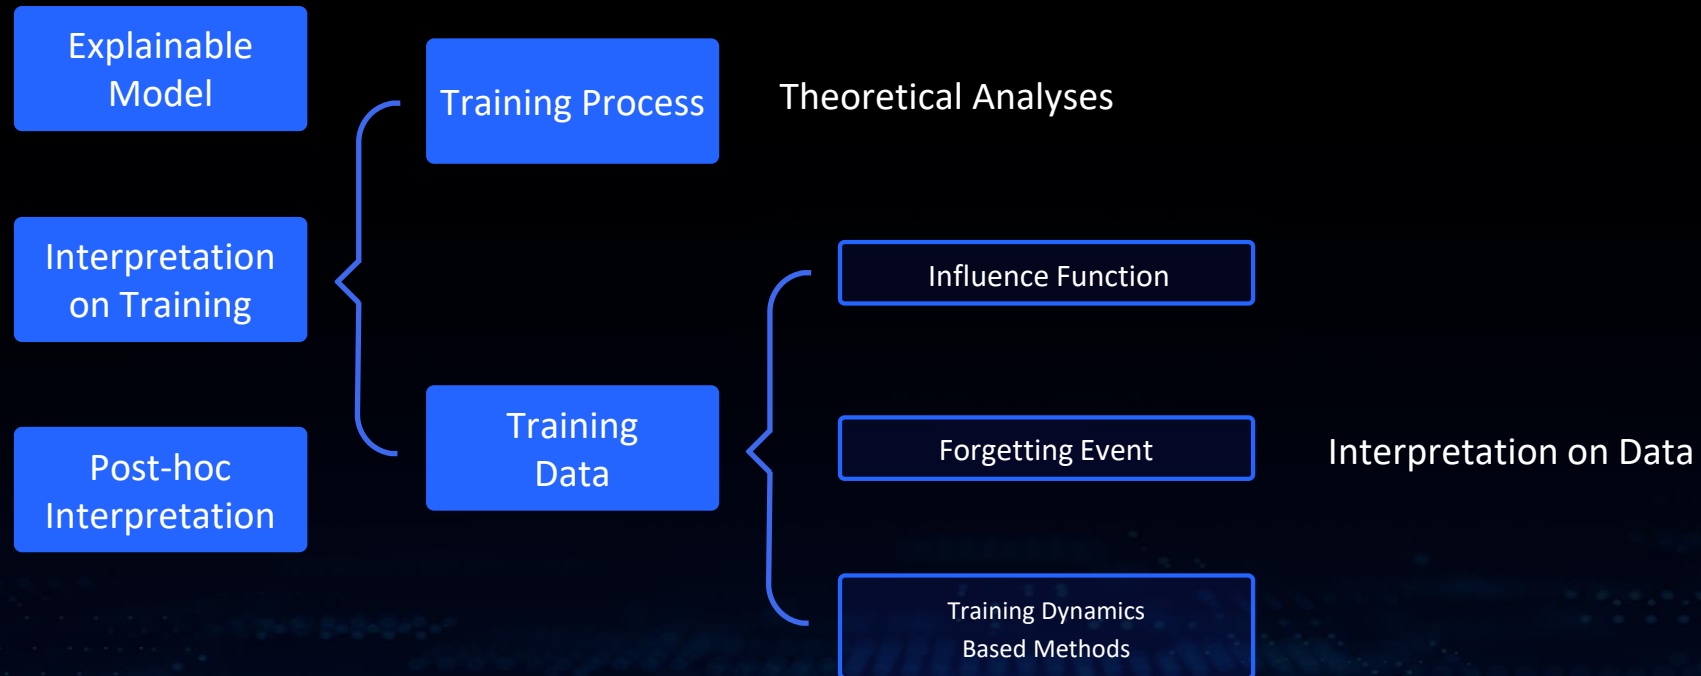 Explainable
Model
Interpretation
on Training
Post-hoc
Interpretation
Training Process
Theoretical Analyses
Training
Data
Influence Function
Forgetting Event
Training Dynamics
Based Methods
Interpretation on Data